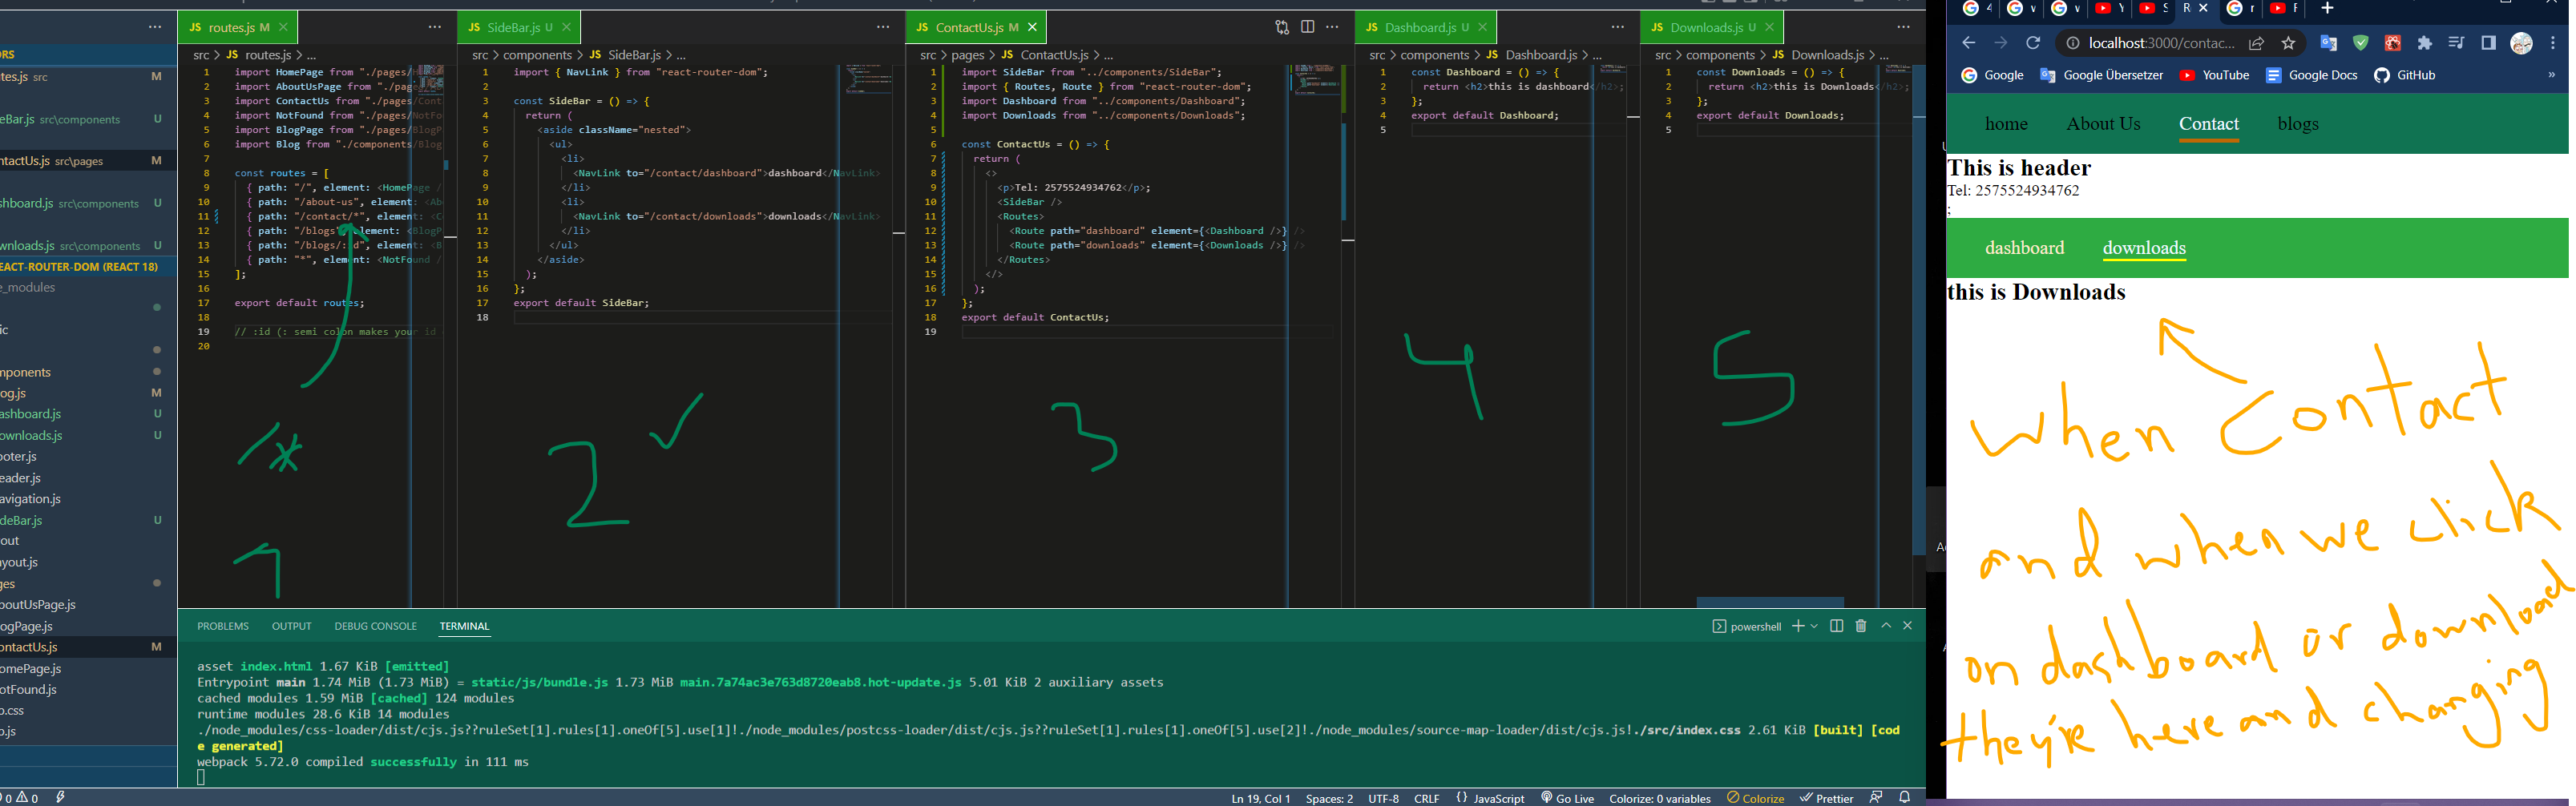 JS routes.js M ×
src > JS routes.js > ...
1 import HomePage from "./pages/
2 import AboutUsPage from "./page
3 import ContactUs from "./pages/Cont
4 import NotFound from "./pages/NotFo
5 import BlogPage from "./pages/BlogP
6 import Blog from "./components/Blog
7
8 const routes = [
9 { path: "/", element: <HomePage /
10 { path: "/about-us", element: <Abo
11 { path: "/contact/*", element: <C
12 { path: "/blogs", element: <BlogP
13 { path: "/blogs/:id", element: <B
14 { path: "*", element: <NotFound /
15 ];
16
17 export default routes;
18
19 // :id (: semi colon makes your id
20
/*
1
JS SideBar.js U ×
src > components > JS SideBar.js > ...
1 import { NavLink } from "react-router-dom";
2
3 const SideBar = () => {
4 return (
5 <aside className="nested">
6 <ul>
7 <li>
8 <NavLink to="/contact/dashboard">dashboard</NavLink>
9 </li>
10 <li>
11 <NavLink to="/contact/downloads">downloads</NavLink>
12 </li>
13 </ul>
14 </aside>
15 );
16 };
17 export default SideBar;
18
2
JS ContactUs.js M ×
src > pages > JS ContactUs.js > ...
1 import SideBar from "../components/SideBar";
2 import { Routes, Route } from "react-router-dom";
3 import Dashboard from "../components/Dashboard";
4 import Downloads from "../components/Downloads";
5
6 const ContactUs = () => {
7 return (
8 <>
9 <p>Tel: 2575524934762</p>;
10 <SideBar />
11 <Routes>
12 <Route path="dashboard" element={<Dashboard />} />
13 <Route path="downloads" element={<Downloads />} />
14 </Routes>
15 </>
16 );
17 };
18 export default ContactUs;
19
3
JS Dashboard.js U ×
src > components > JS Dashboard.js > ...
1 const Dashboard = () => {
2 return <h2>this is dashboard</h2>;
3 };
4 export default Dashboard;
5
4
JS Downloads.js U ×
src > components > JS Downloads.js > ...
1 const Downloads = () => {
2 return <h2>this is Downloads</h2>;
3 };
4 export default Downloads;
5
5
ORS
tes.js src M
eBar.js src\components U
ntactUs.js src\pages M
shboard.js src\components U
wnloads.js src\components U
EACT-ROUTER-DOM (REACT 18)
e_modules
ic
mponents
og.js M
ashboard.js U
ownloads.js U
ooter.js
eader.js
avigation.js
deBar.js U
out
yout.js
ges
boutUsPage.js
ogPage.js
ontactUs.js M
omePage.js
otFound.js
p.css
p.js
PROBLEMS OUTPUT DEBUG CONSOLE TERMINAL
powershell
asset index.html 1.67 KiB [emitted]
Entrypoint main 1.74 MiB (1.73 MiB) = static/js/bundle.js 1.73 MiB main.7a74ac3e763d8720eab8.hot-update.js 5.01 KiB 2 auxiliary assets
cached modules 1.59 MiB [cached] 124 modules
runtime modules 28.6 KiB 14 modules
./node_modules/css-loader/dist/cjs.js??ruleSet[1].rules[1].oneOf[5].use[1]!./node_modules/postcss-loader/dist/cjs.js??ruleSet[1].rules[1].oneOf[5].use[2]!./node_modules/source-map-loader/dist/cjs.js!./src/index.css 2.61 KiB [built] [cod
e generated]
webpack 5.72.0 compiled successfully in 111 ms
0 0 Ln 19, Col 1 Spaces: 2 UTF-8 CRLF {} JavaScript Go Live Colorize: 0 variables Colorize Prettier
localhost:3000/contac...
Google Google Übersetzer YouTube Google Docs GitHub »
home About Us Contact blogs
This is header
Tel: 2575524934762
;
dashboard downloads
this is Downloads
when Contact
and when we click
on dashboard or download
they're here and changing